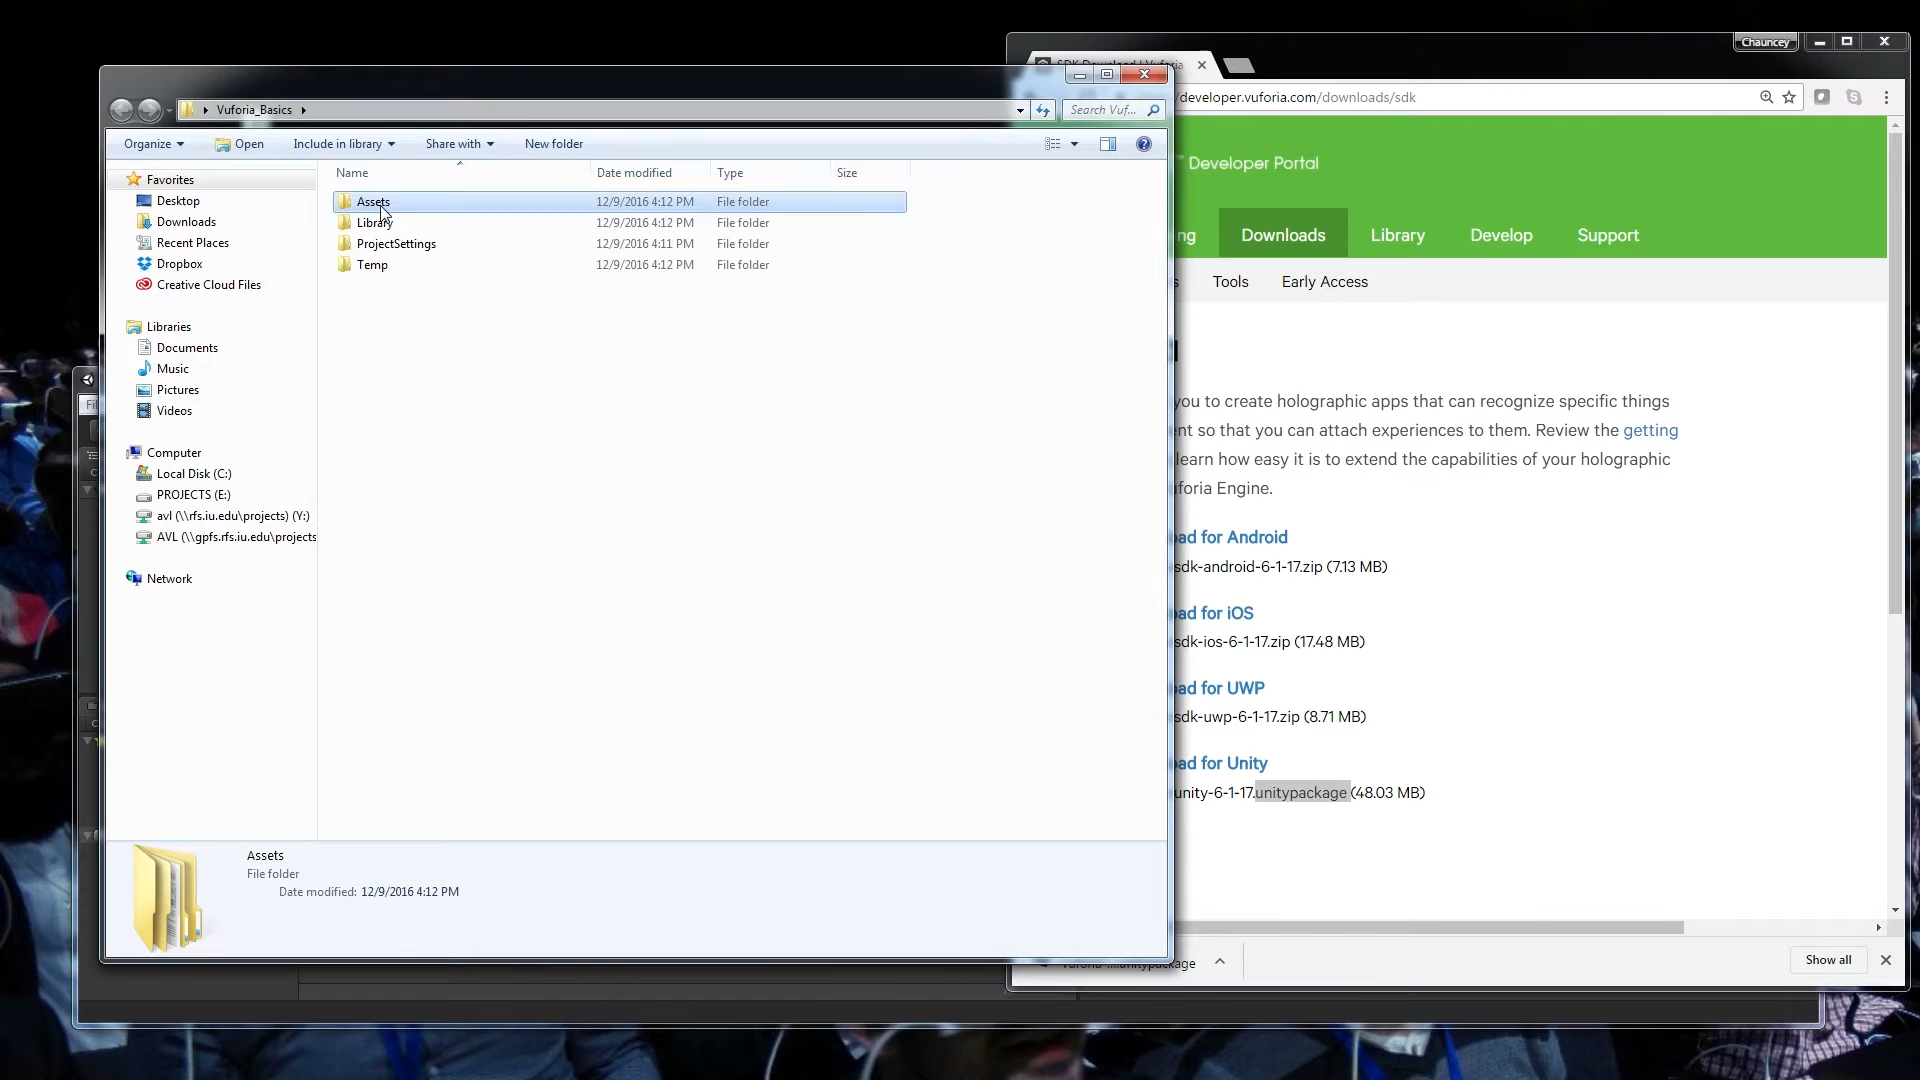 Chauncey
SDK Download | Vuforia
Vuforia_Basics
Search Vuf...
/developer.vuforia.com/downloads/sdk
Organize
Open
Include in library
Share with
New folder
Name
Date modified
Type
Size
Favorites
Desktop
Downloads
Recent Places
Dropbox
Creative Cloud Files
Libraries
Documents
Music
Pictures
Videos
Computer
Local Disk (C:)
PROJECTS (E:)
avl (\\rfs.iu.edu\projects) (Y:)
AVL (\\gpfs.rfs.iu.edu\projects
Network
Assets 12/9/2016 4:12 PM File folder
Library 12/9/2016 4:12 PM File folder
ProjectSettings 12/9/2016 4:11 PM File folder
Temp 12/9/2016 4:12 PM File folder
Assets
File folder
Date modified: 12/9/2016 4:12 PM
Developer Portal
ng Downloads Library Develop Support
s Tools Early Access
you to create holographic apps that can recognize specific things
nt so that you can attach experiences to them. Review the getting
learn how easy it is to extend the capabilities of your holographic
uforia Engine.
ad for Android
sdk-android-6-1-17.zip (7.13 MB)
ad for iOS
sdk-ios-6-1-17.zip (17.48 MB)
ad for UWP
sdk-uwp-6-1-17.zip (8.71 MB)
ad for Unity
unity-6-1-17.unitypackage (48.03 MB)
vuforia-....unitypackage
Show all